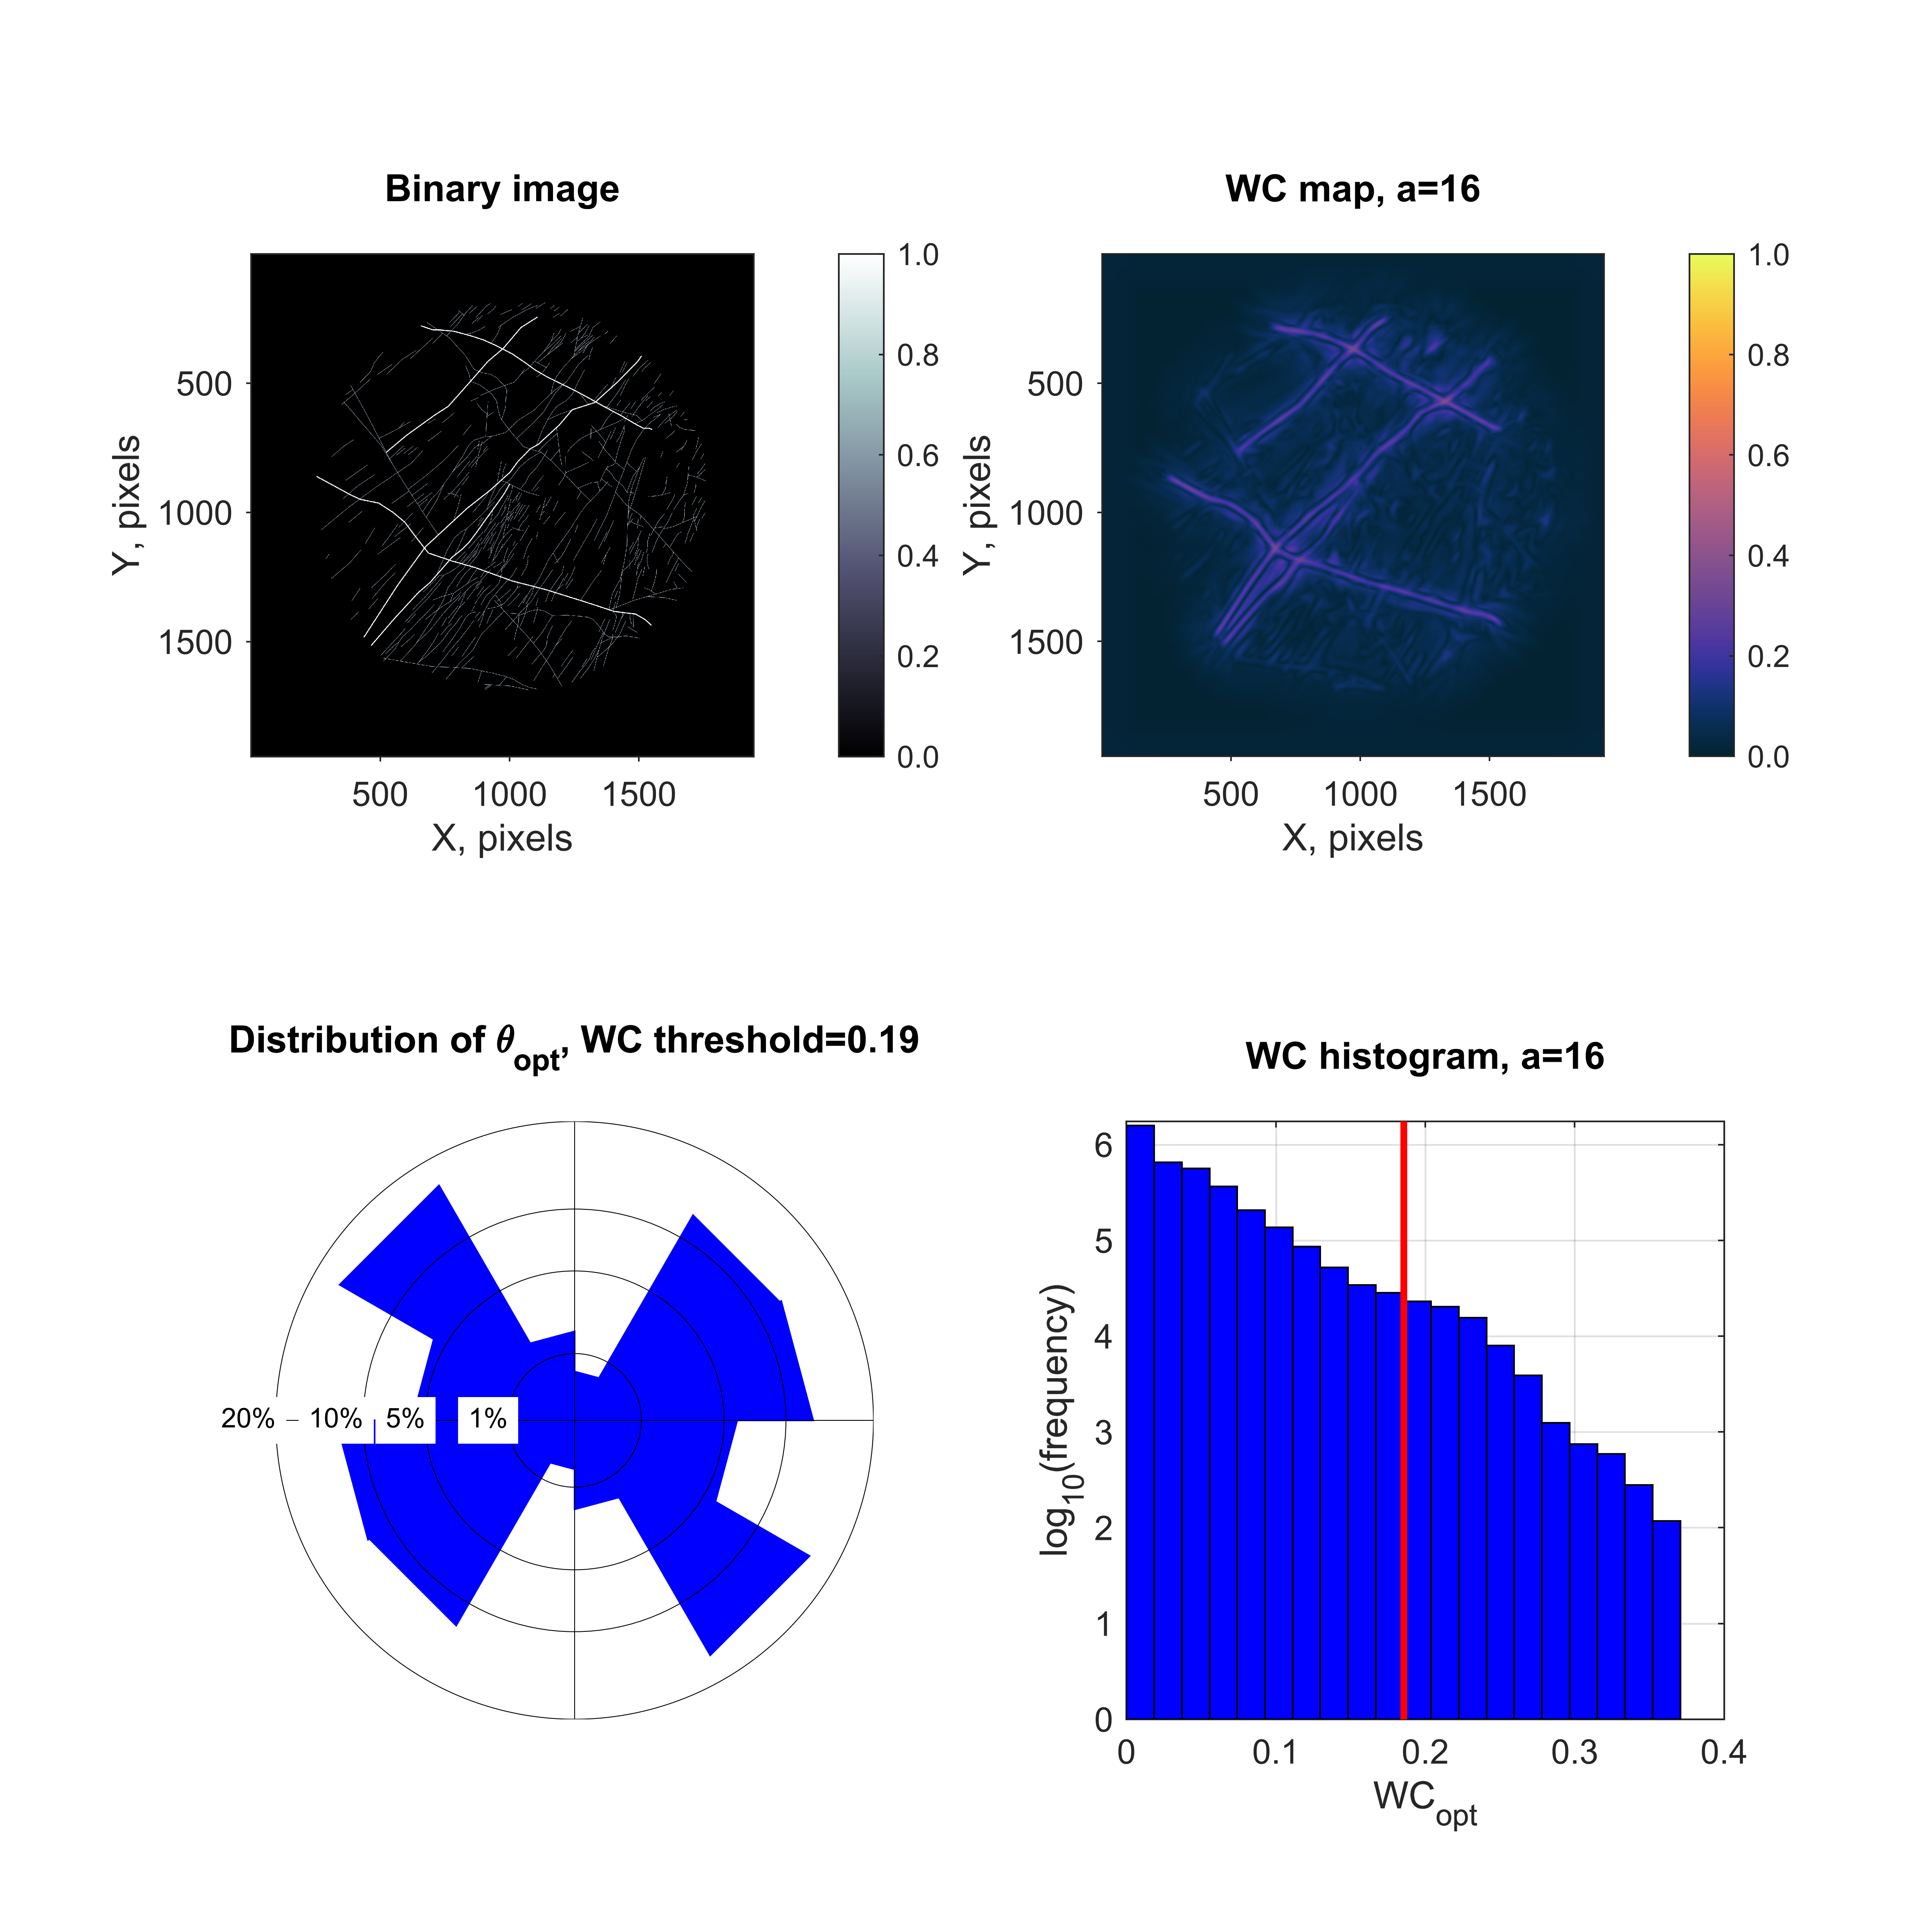 Binary image
1.0
0.8
0.6
0.4
0.2
0.0
500
1000
1500
Y, pixels
500 1000 1500
X, pixels
WC map, a=16
1.0
0.8
0.6
0.4
0.2
0.0
500
1000
1500
Y, pixels
500 1000 1500
X, pixels
Distribution of θopt, WC threshold=0.19
20% 10% 5% 1%
WC histogram, a=16
6
5
4
3
2
1
0
log10(frequency)
0 0.1 0.2 0.3 0.4
WCopt